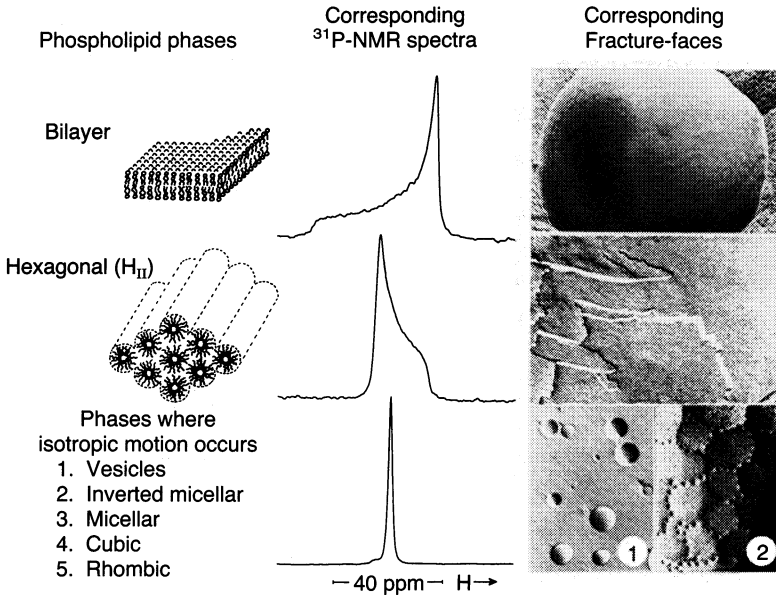 Phospholipid phases
Corresponding
³¹P-NMR spectra
Corresponding
Fracture-faces
Bilayer
Hexagonal (H_II)
Phases where
isotropic motion occurs
1. Vesicles
2. Inverted micellar
3. Micellar
4. Cubic
5. Rhombic
40 ppm H→
1
2